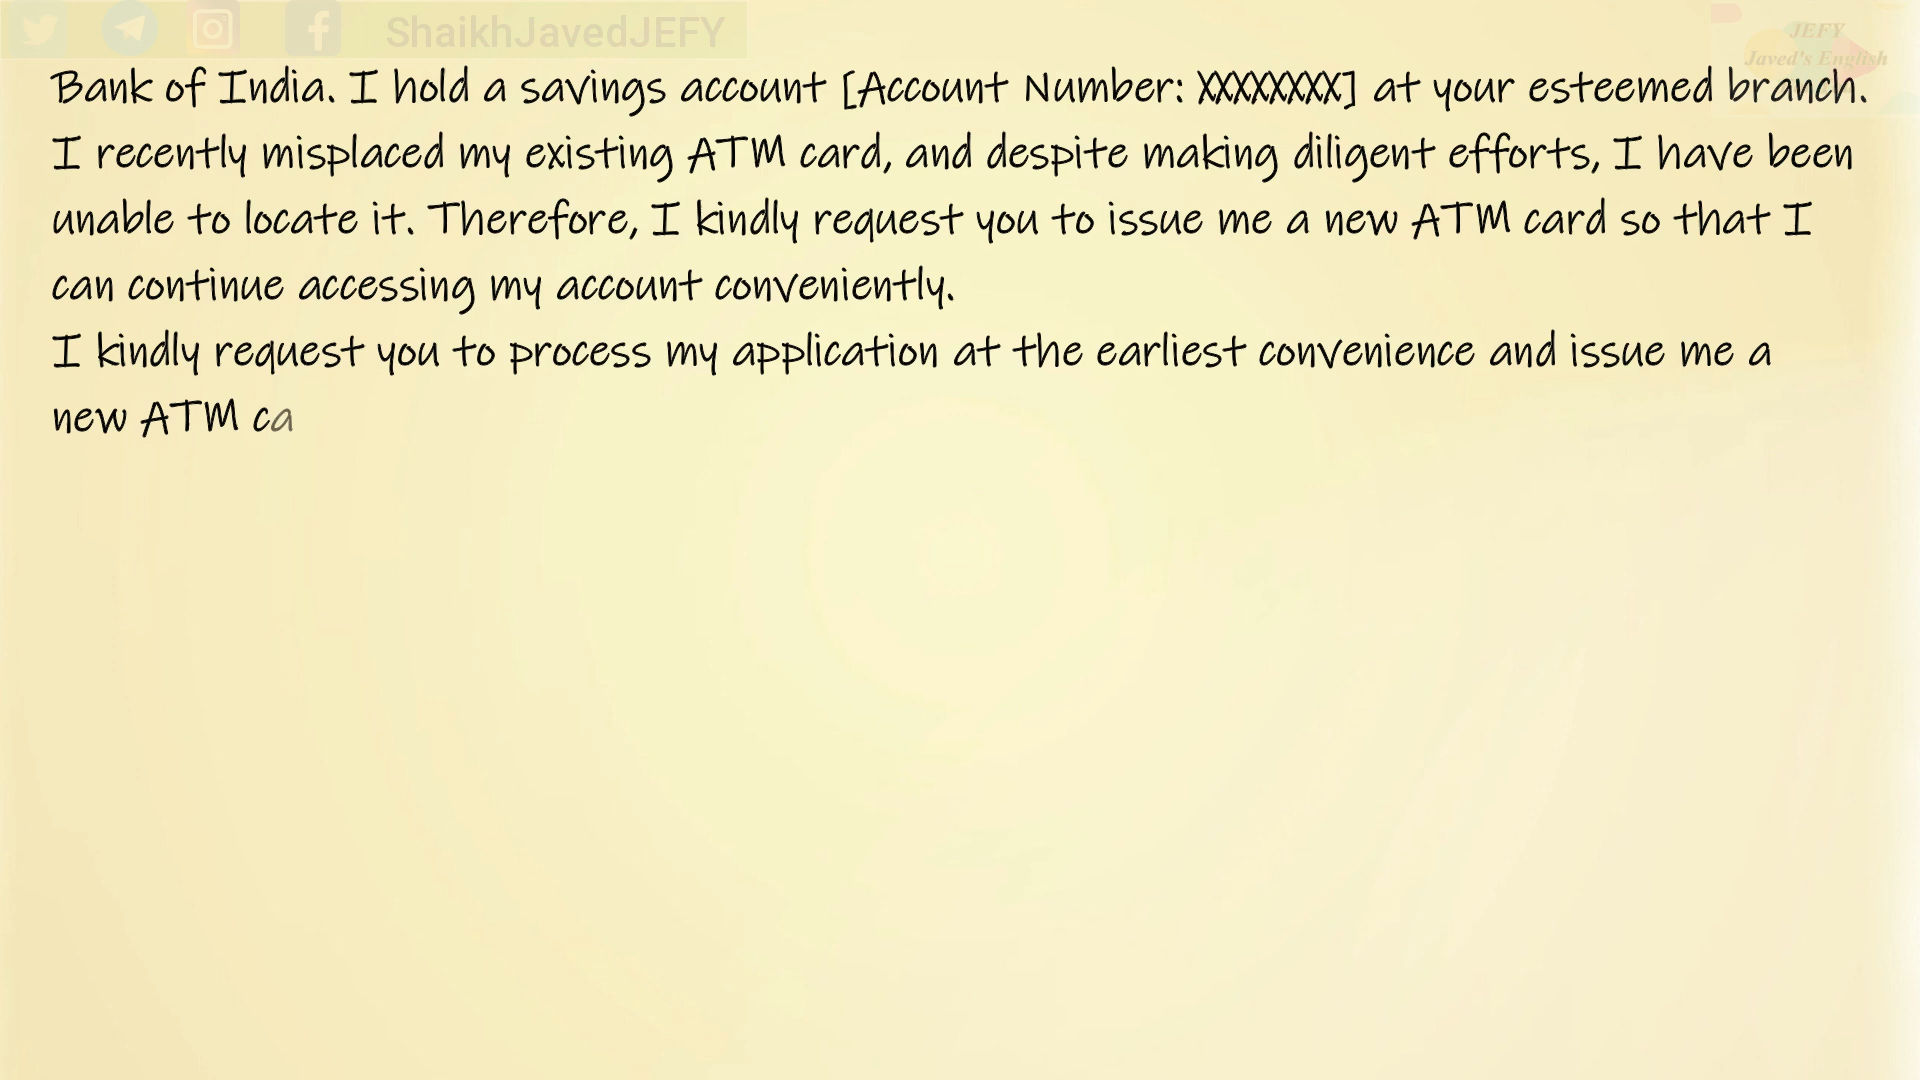 ShaikhJavedJEFY
JEFY
Javed's English
Bank of India. I hold a savings account [Account Number: XXXXXXXX] at your esteemed branch.
I recently misplaced my existing ATM card, and despite making diligent efforts, I have been
unable to locate it. Therefore, I kindly request you to issue me a new ATM card so that I
can continue accessing my account conveniently.
I kindly request you to process my application at the earliest convenience and issue me a
new ATM ca